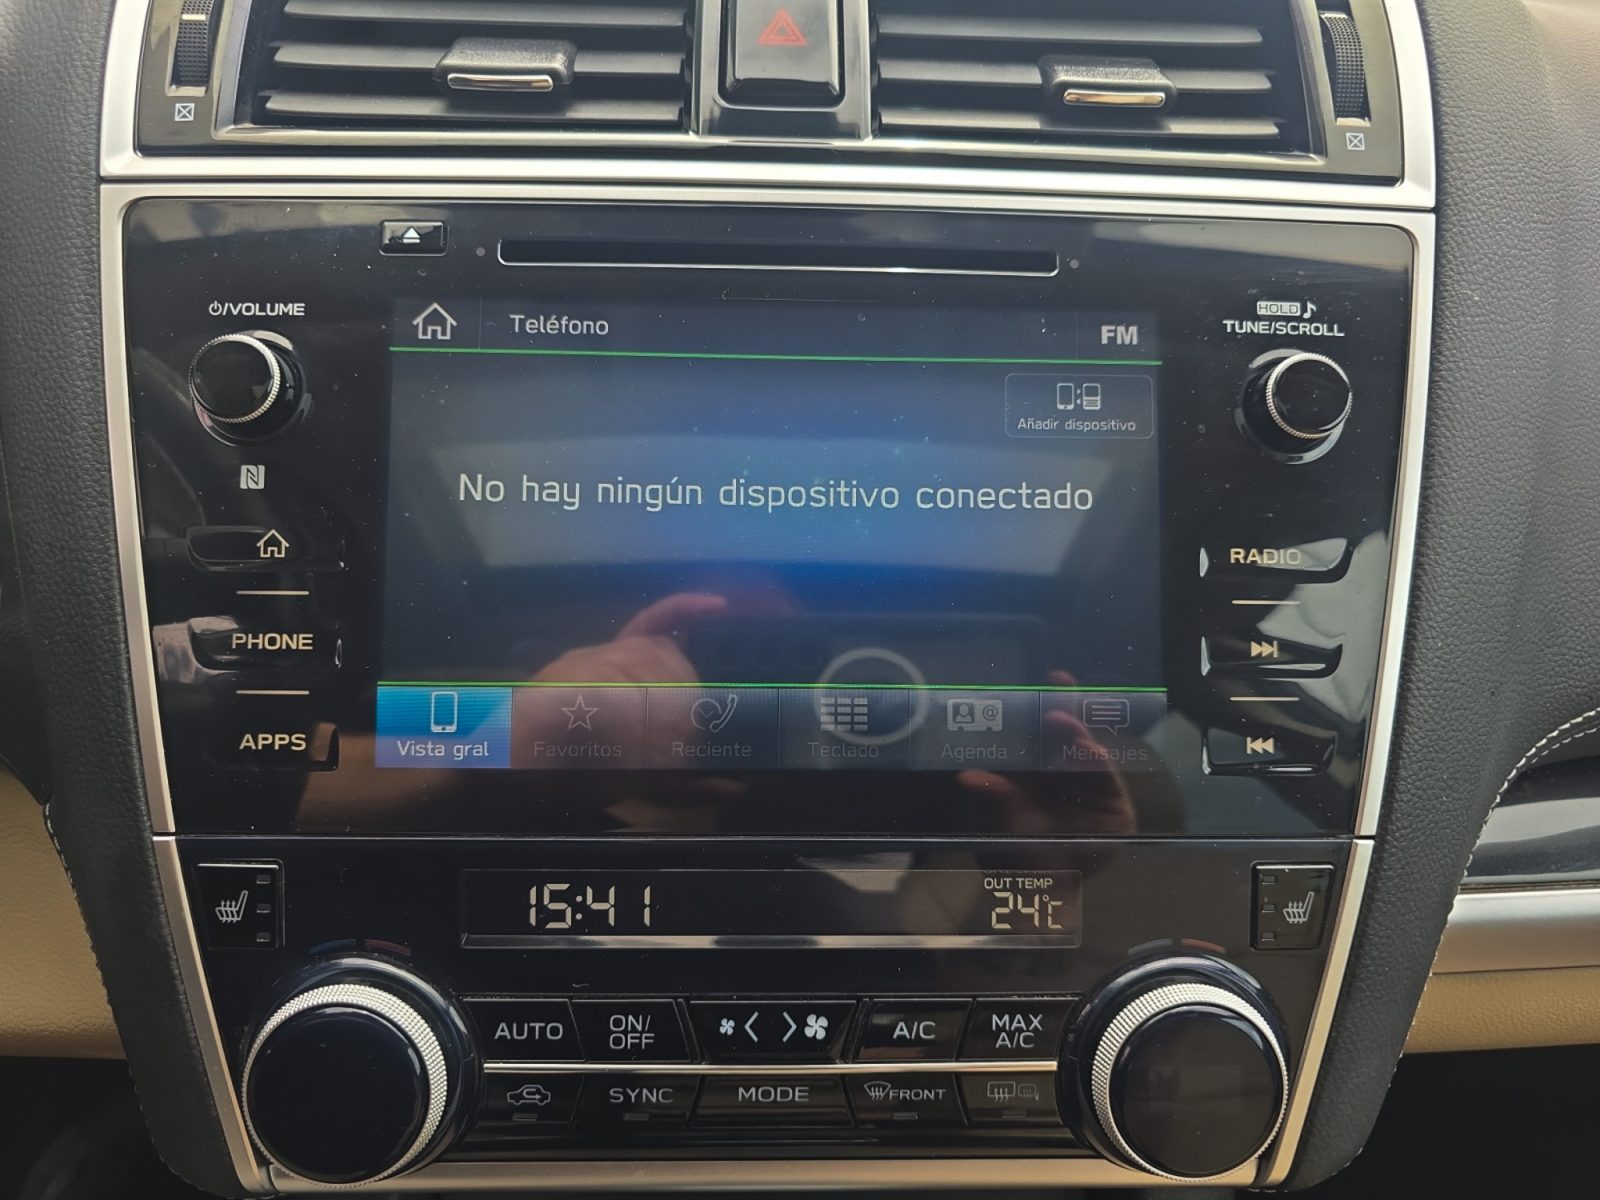 ⏻/VOLUME
HOLD
TUNE/SCROLL
Teléfono
FM
Añadir dispositivo
No hay ningún dispositivo conectado
RADIO
PHONE
APPS
Vista gral
Favoritos
Reciente
Teclado
Agenda
Mensajes
15:41
OUT TEMP
24°C
AUTO
ON/
OFF
A/C
MAX
A/C
SYNC
MODE
FRONT